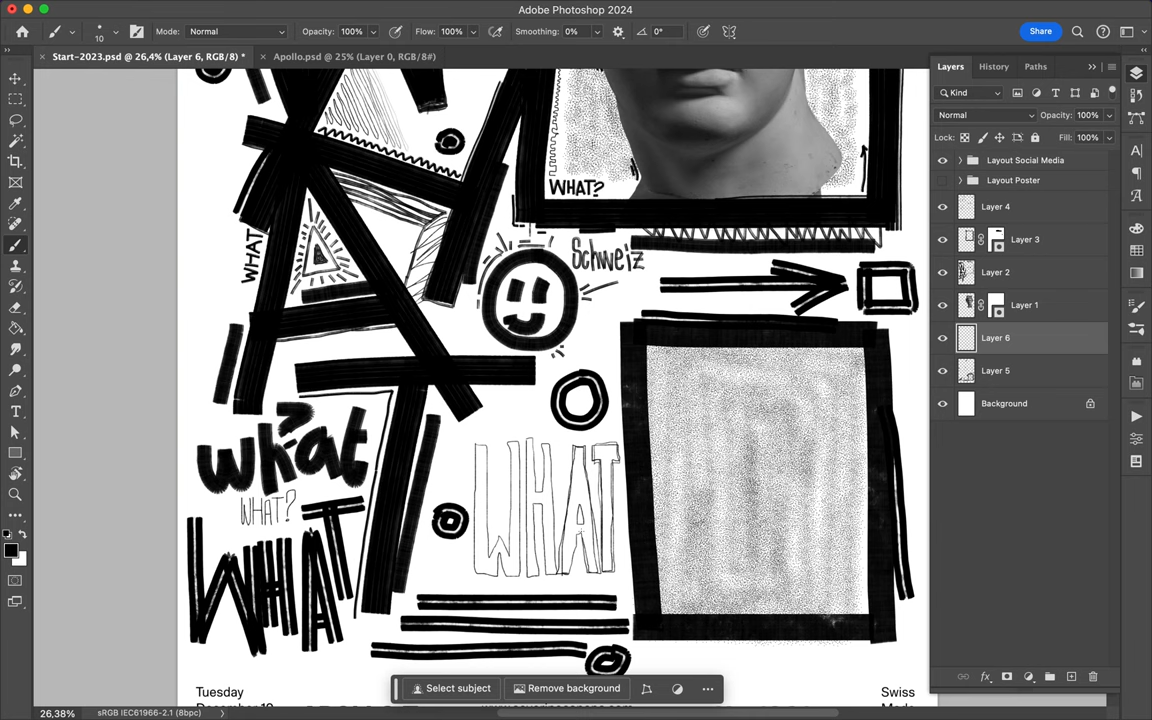 Adobe Photoshop 2024
10
Mode: Normal
Opacity: 100%
Flow: 100%
Smoothing: 0%
0°
Share
Start-2023.psd @ 26,4% (Layer 6, RGB/8) *
Apollo.psd @ 25% (Layer 0, RGB/8#)
Layers
History
Paths
Kind
Normal
Opacity: 100%
Lock:
Fill: 100%
Layout Social Media
Layout Poster
Layer 4
Layer 3
Layer 2
Layer 1
Layer 6
Layer 5
Background
WHAT?
WHAT
Schweiz
what?
WHAT?
WHAT
WHAT
Select subject
Remove background
Tuesday
Swiss
26,38%
sRGB IEC61966-2.1 (8bpc)